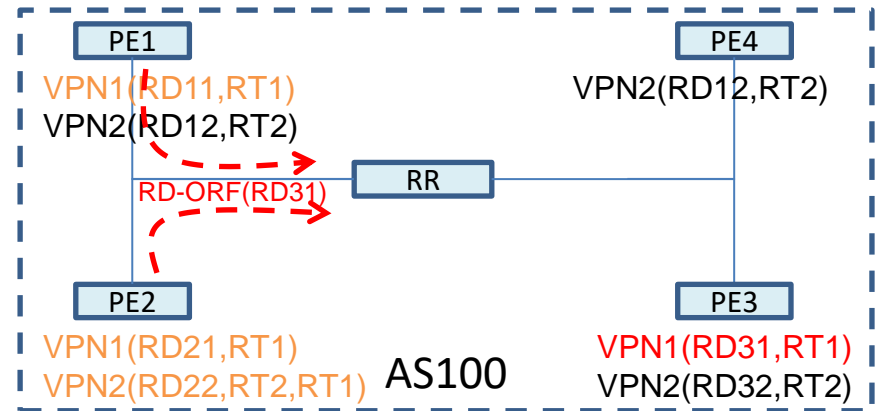 PE1
PE4
VPN1(RD11,RT1)
VPN2(RD12,RT2)
VPN2(RD12,RT2)
RR
RD-ORF(RD31)
PE2
PE3
VPN1(RD21,RT1)
VPN2(RD22,RT2,RT1)
AS100
VPN1(RD31,RT1)
VPN2(RD32,RT2)